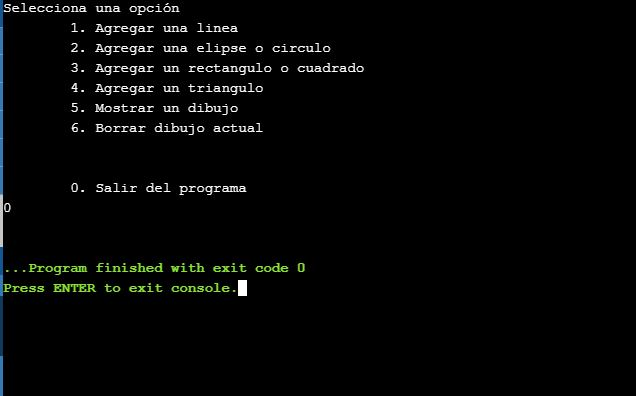 Selecciona una opción
1. Agregar una linea
2. Agregar una elipse o circulo
3. Agregar un rectangulo o cuadrado
4. Agregar un triangulo
5. Mostrar un dibujo
6. Borrar dibujo actual
0. Salir del programa
0
...Program finished with exit code 0
Press ENTER to exit console.